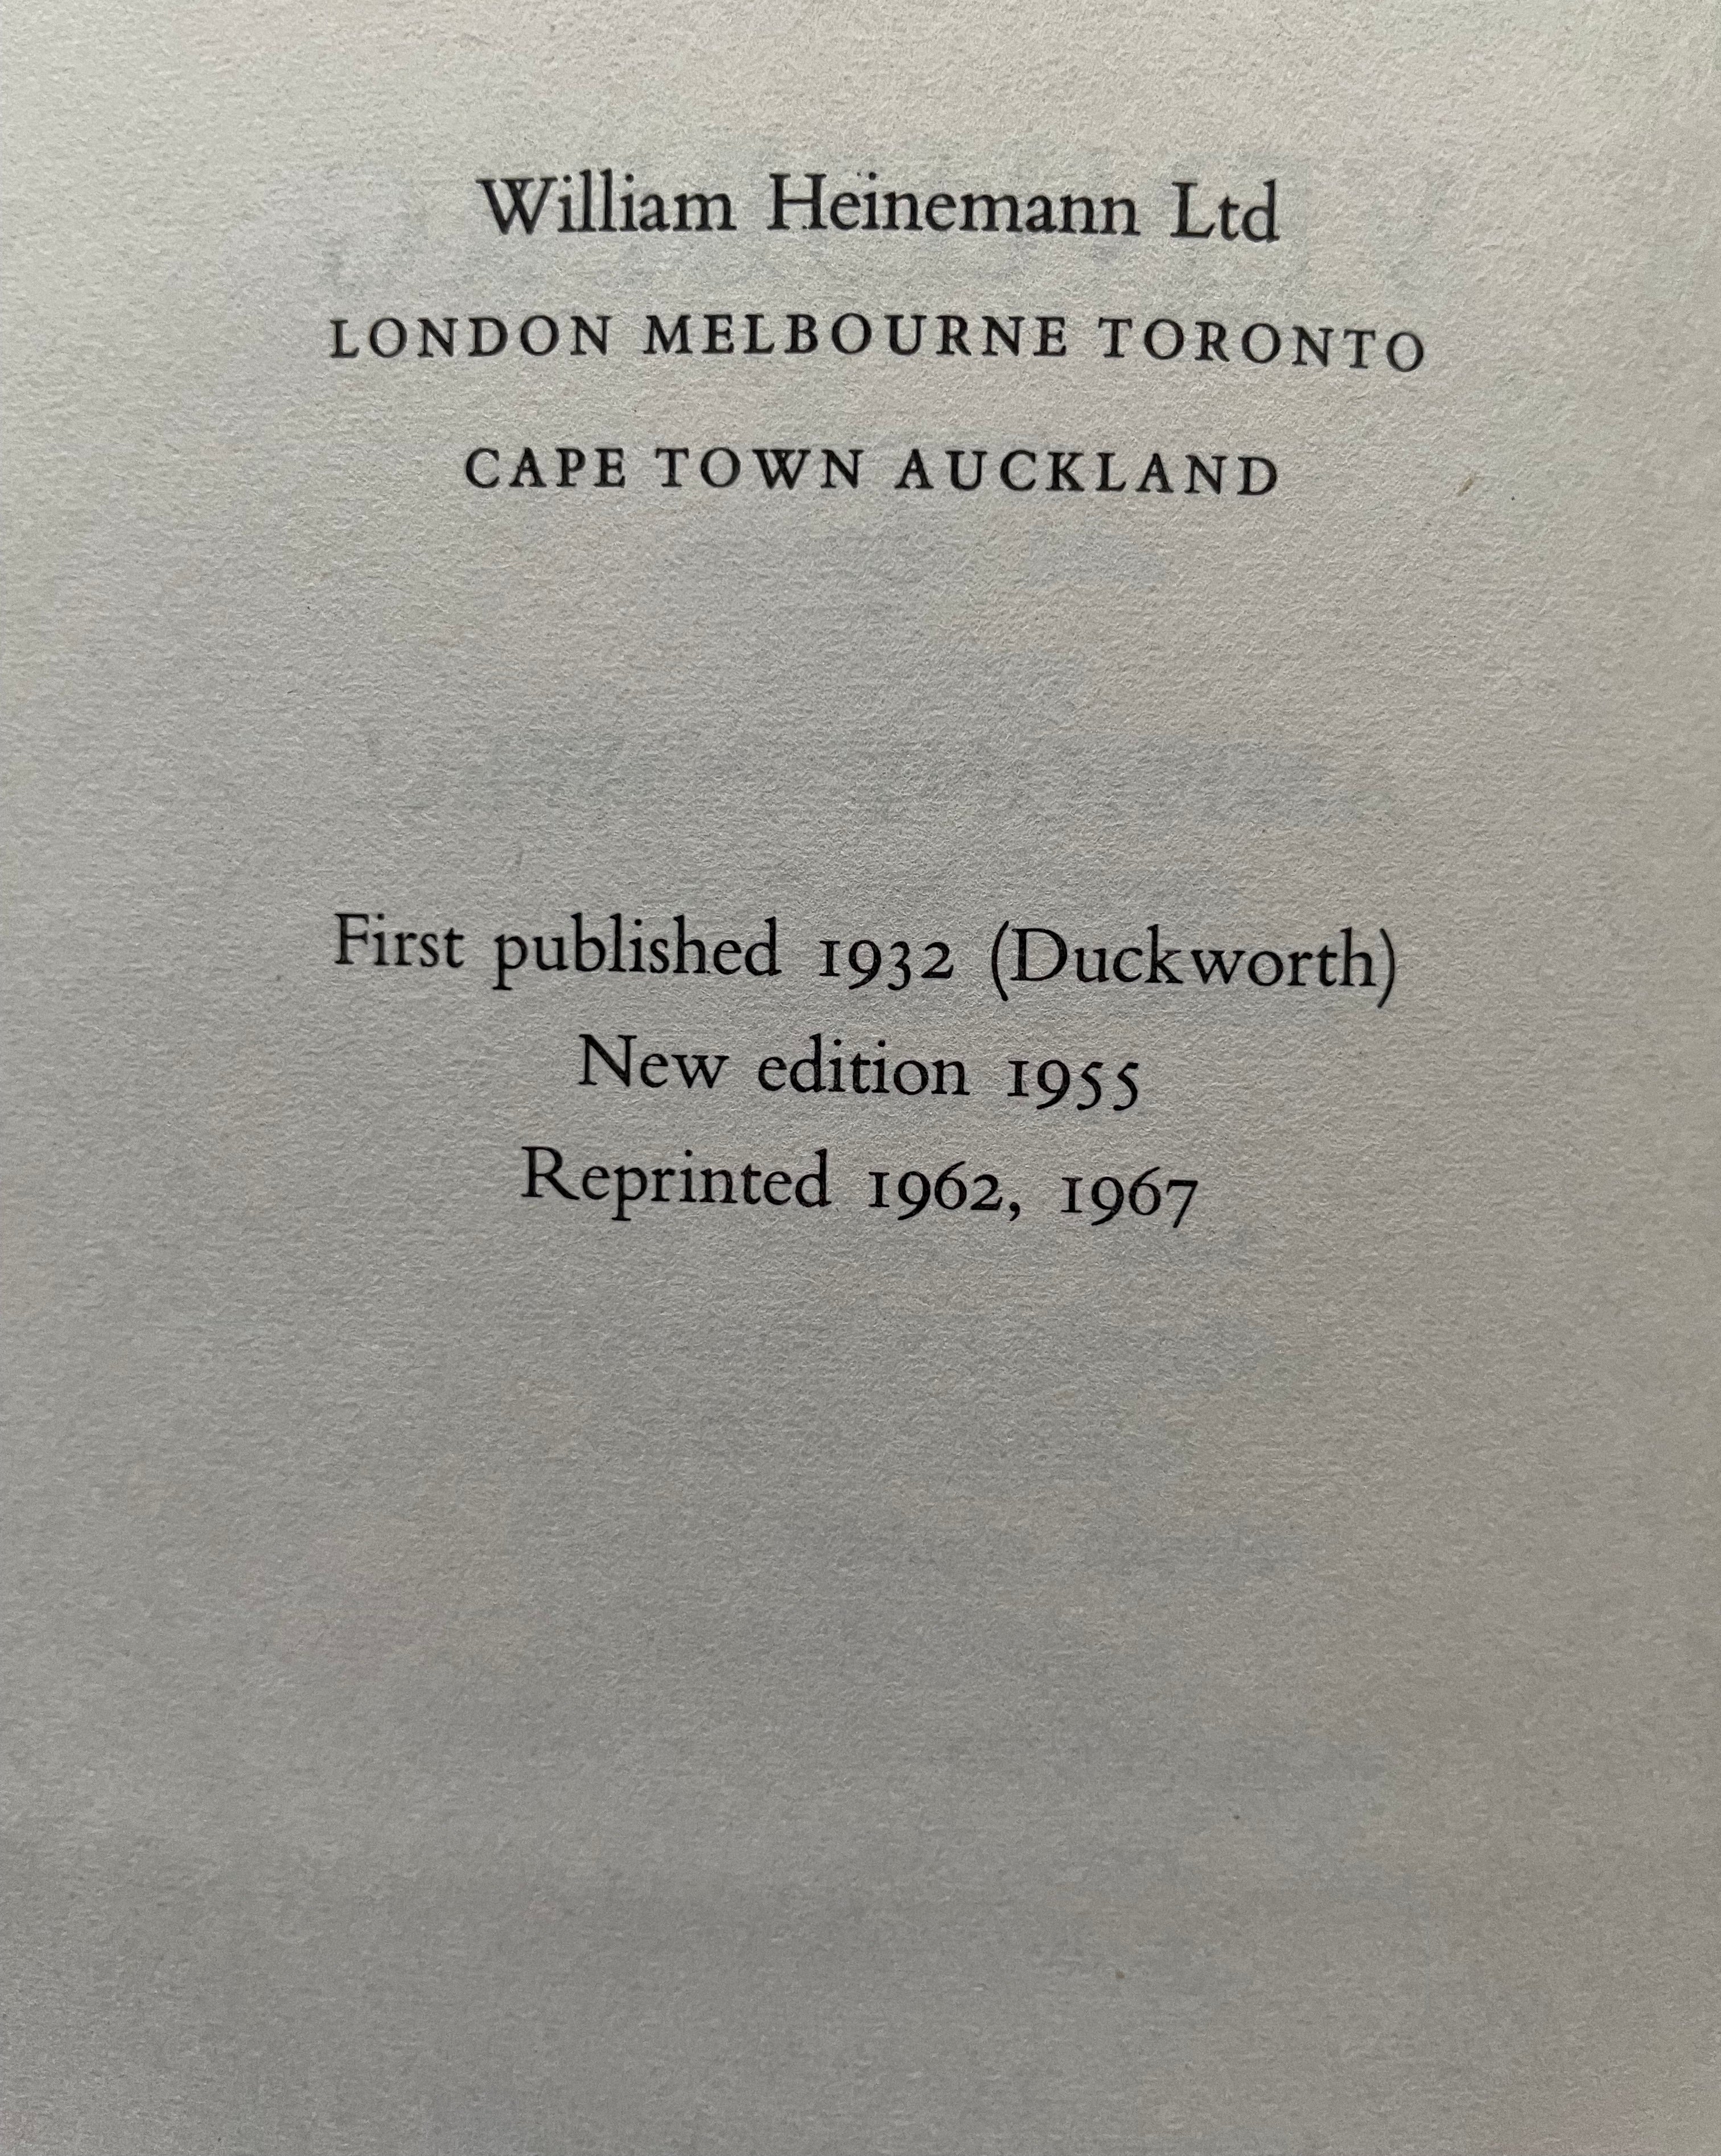 William Heinemann Ltd
LONDON MELBOURNE TORONTO
CAPE TOWN AUCKLAND
First published 1932 (Duckworth)
New edition 1955
Reprinted 1962, 1967